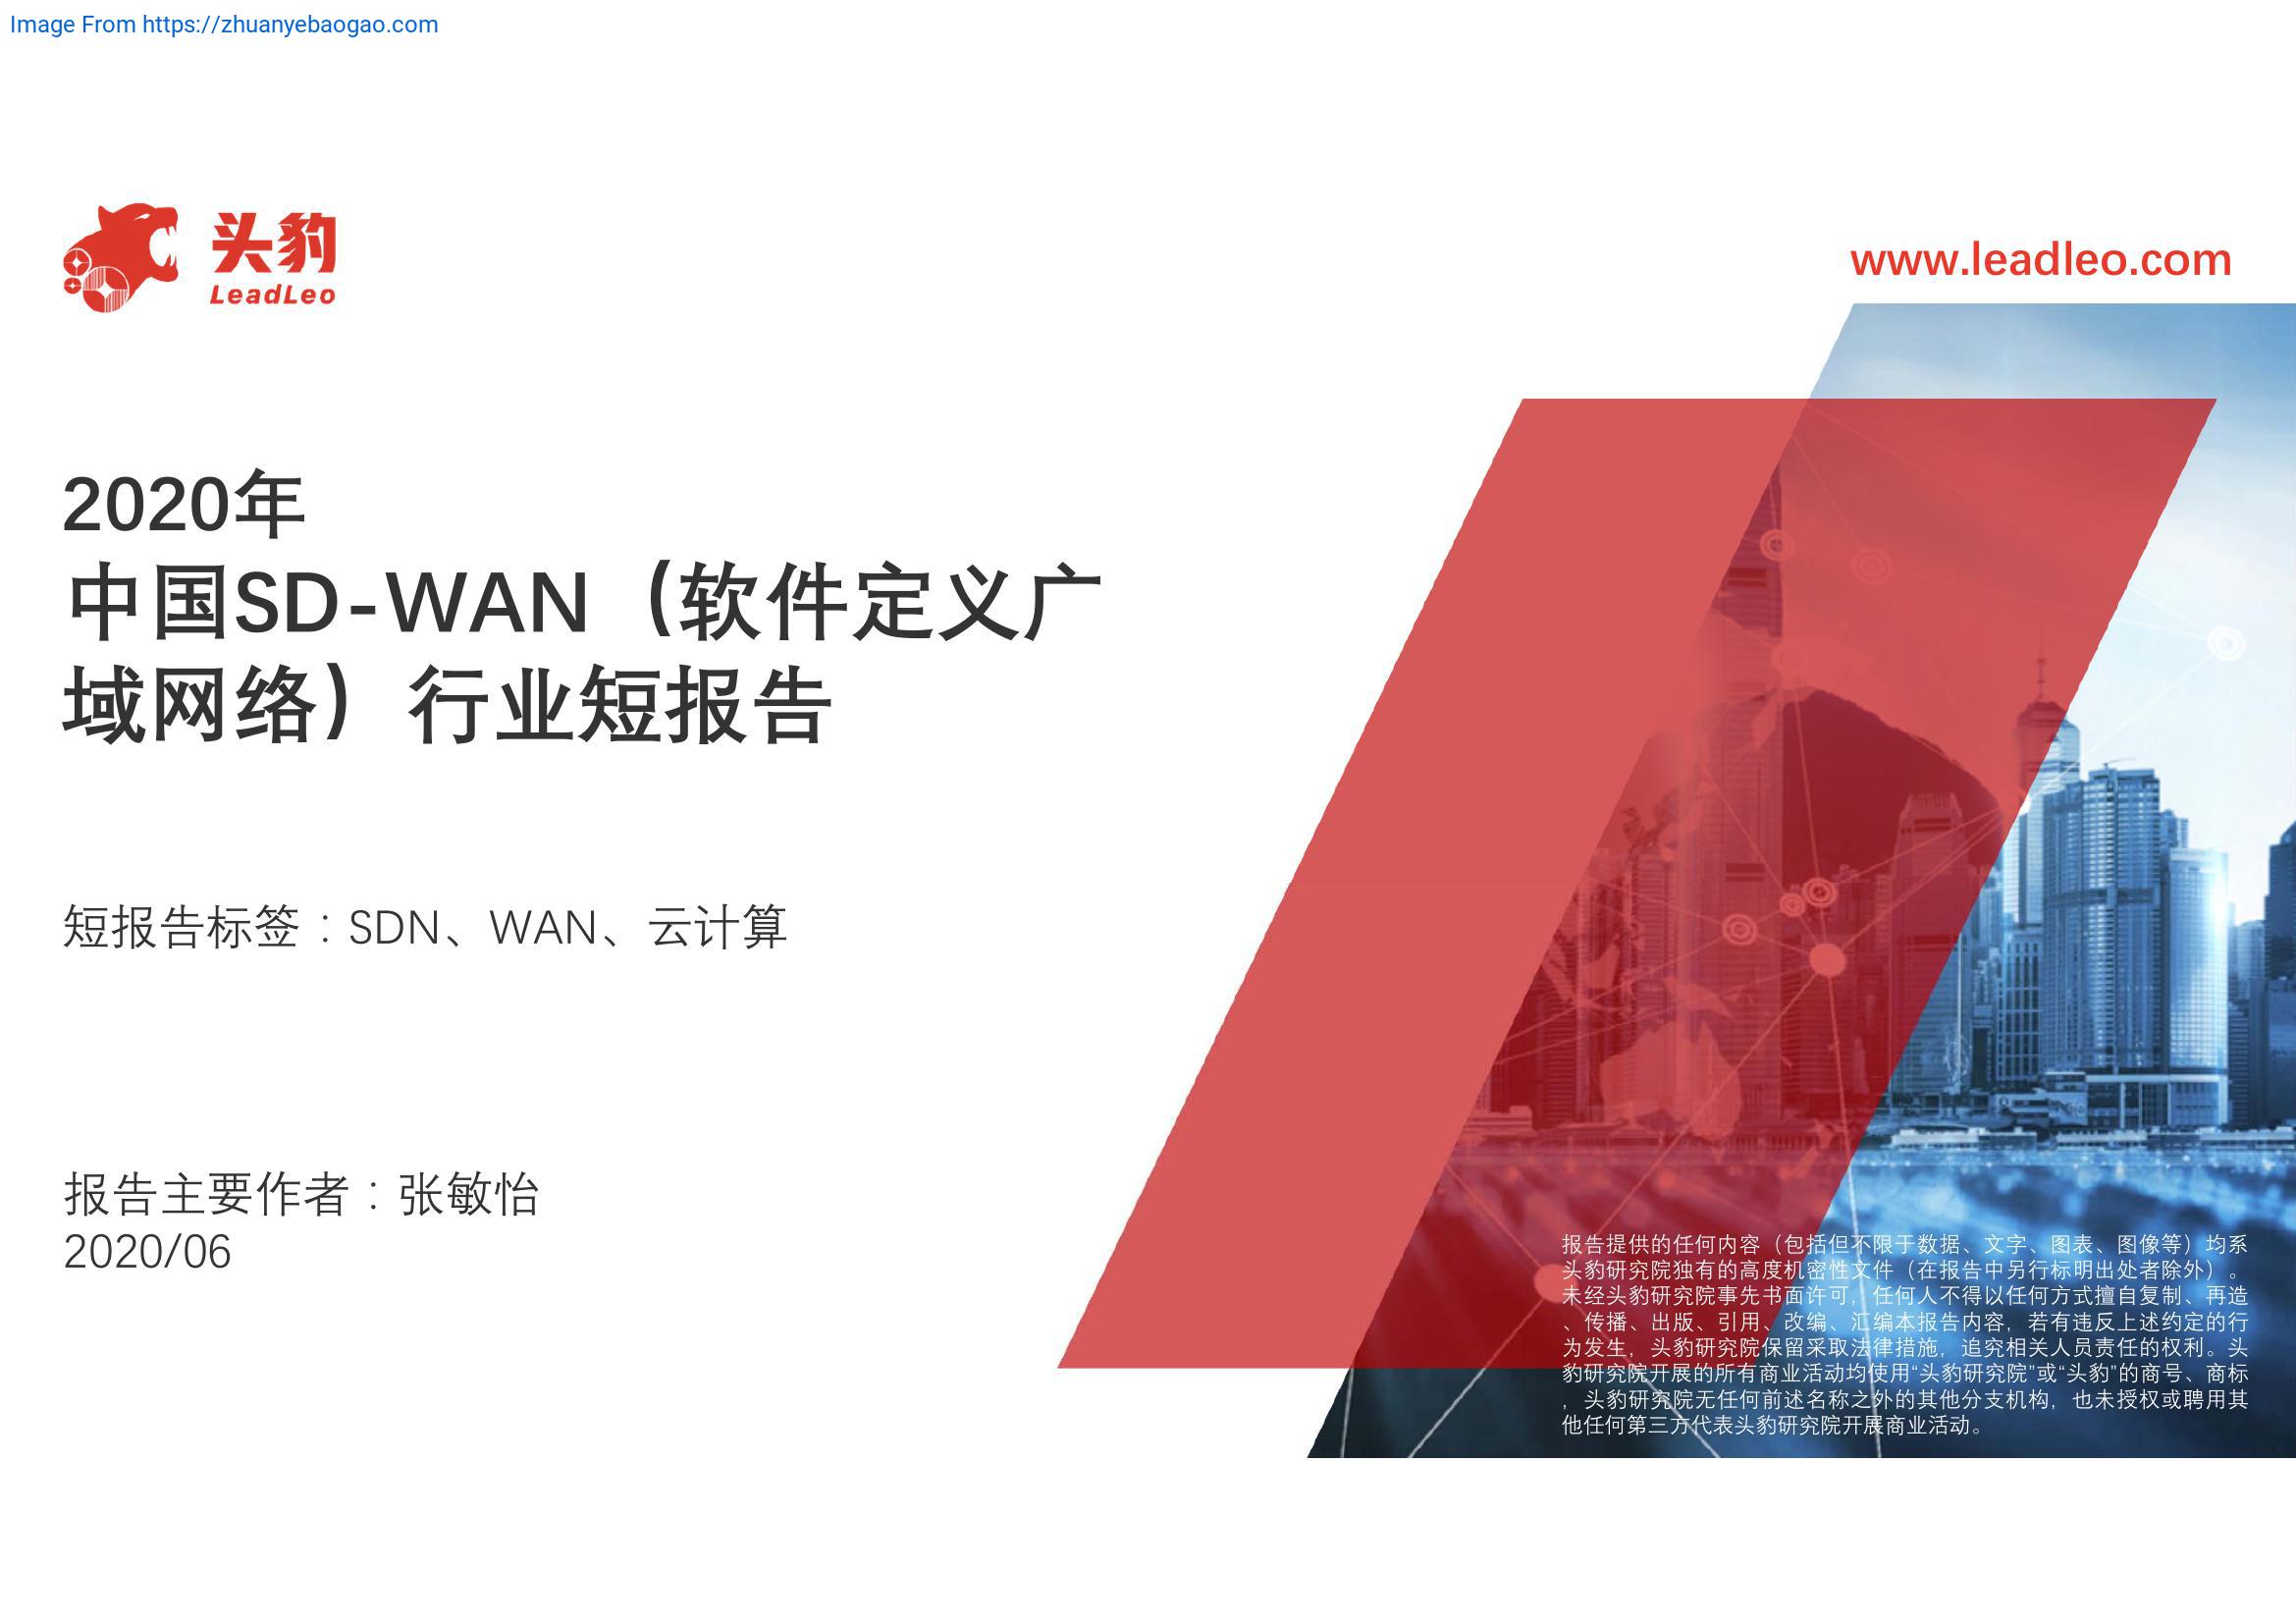 Image From https://zhuanyebaogao.com
头豹
LeadLeo
www.leadleo.com
2020年
中国SD-WAN（软件定义广
域网络）行业短报告
短报告标签：SDN、WAN、云计算
报告主要作者：张敏怡
2020/06
报告提供的任何内容（包括但不限于数据、文字、图表、图像等）均系
头豹研究院独有的高度机密性文件（在报告中另行标明出处者除外）。
未经头豹研究院事先书面许可，任何人不得以任何方式擅自复制、再造
、传播、出版、引用、改编、汇编本报告内容，若有违反上述约定的行
为发生，头豹研究院保留采取法律措施，追究相关人员责任的权利。头
豹研究院开展的所有商业活动均使用“头豹研究院”或“头豹”的商号、商标
，头豹研究院无任何前述名称之外的其他分支机构，也未授权或聘用其
他任何第三方代表头豹研究院开展商业活动。